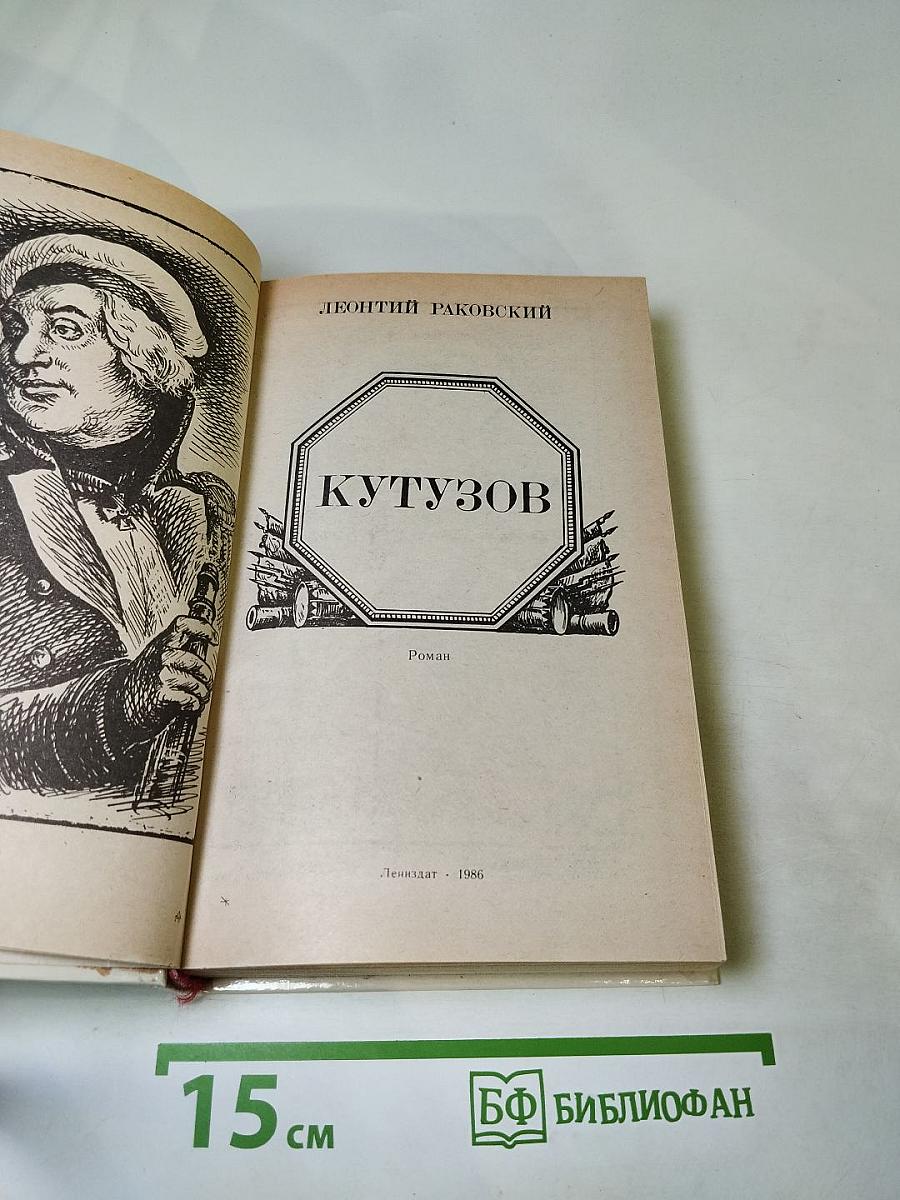 ЛЕОНТИЙ РАКОВСКИЙ
КУТУЗОВ
Роман
Лениздат · 1986
15 см
БФ БИБЛИОФАН